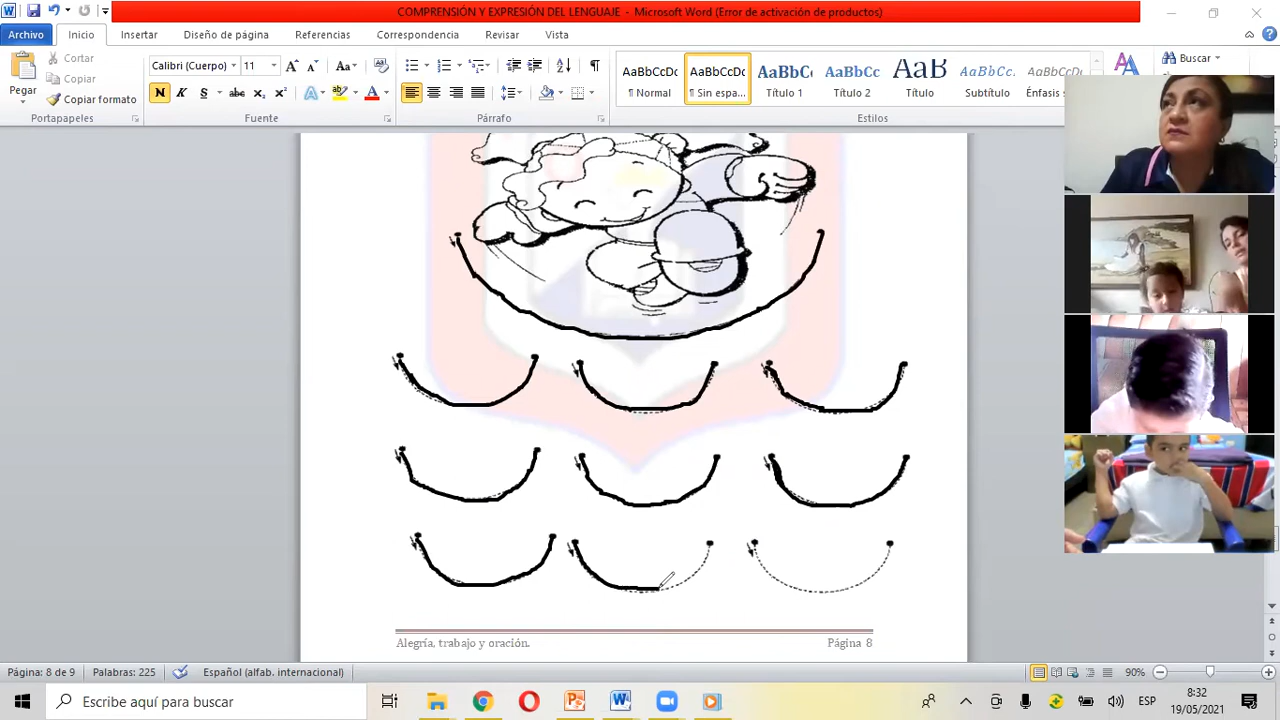 COMPRENSIÓN Y EXPRESIÓN DEL LENGUAJE - Microsoft Word (Error de activación de productos)
Archivo Inicio Insertar Diseño de página Referencias Correspondencia Revisar Vista
Cortar
Copiar
Copiar formato
Pegar
Portapapeles
Calibri (Cuerpo) 11
N K S abc x₂ x²
Fuente
Párrafo
AaBbCcDc AaBbCcDc AaBbC AaBbCc AaB AaBbCc. AaBbCcDc
¶ Normal ¶ Sin espa... Título 1 Título 2 Título Subtítulo Énfasis s
Estilos
Buscar
Alegría, trabajo y oración. Página 8
Página: 8 de 9 Palabras: 225 Español (alfab. internacional) 90%
Escribe aquí para buscar
ESP 8:32
19/05/2021